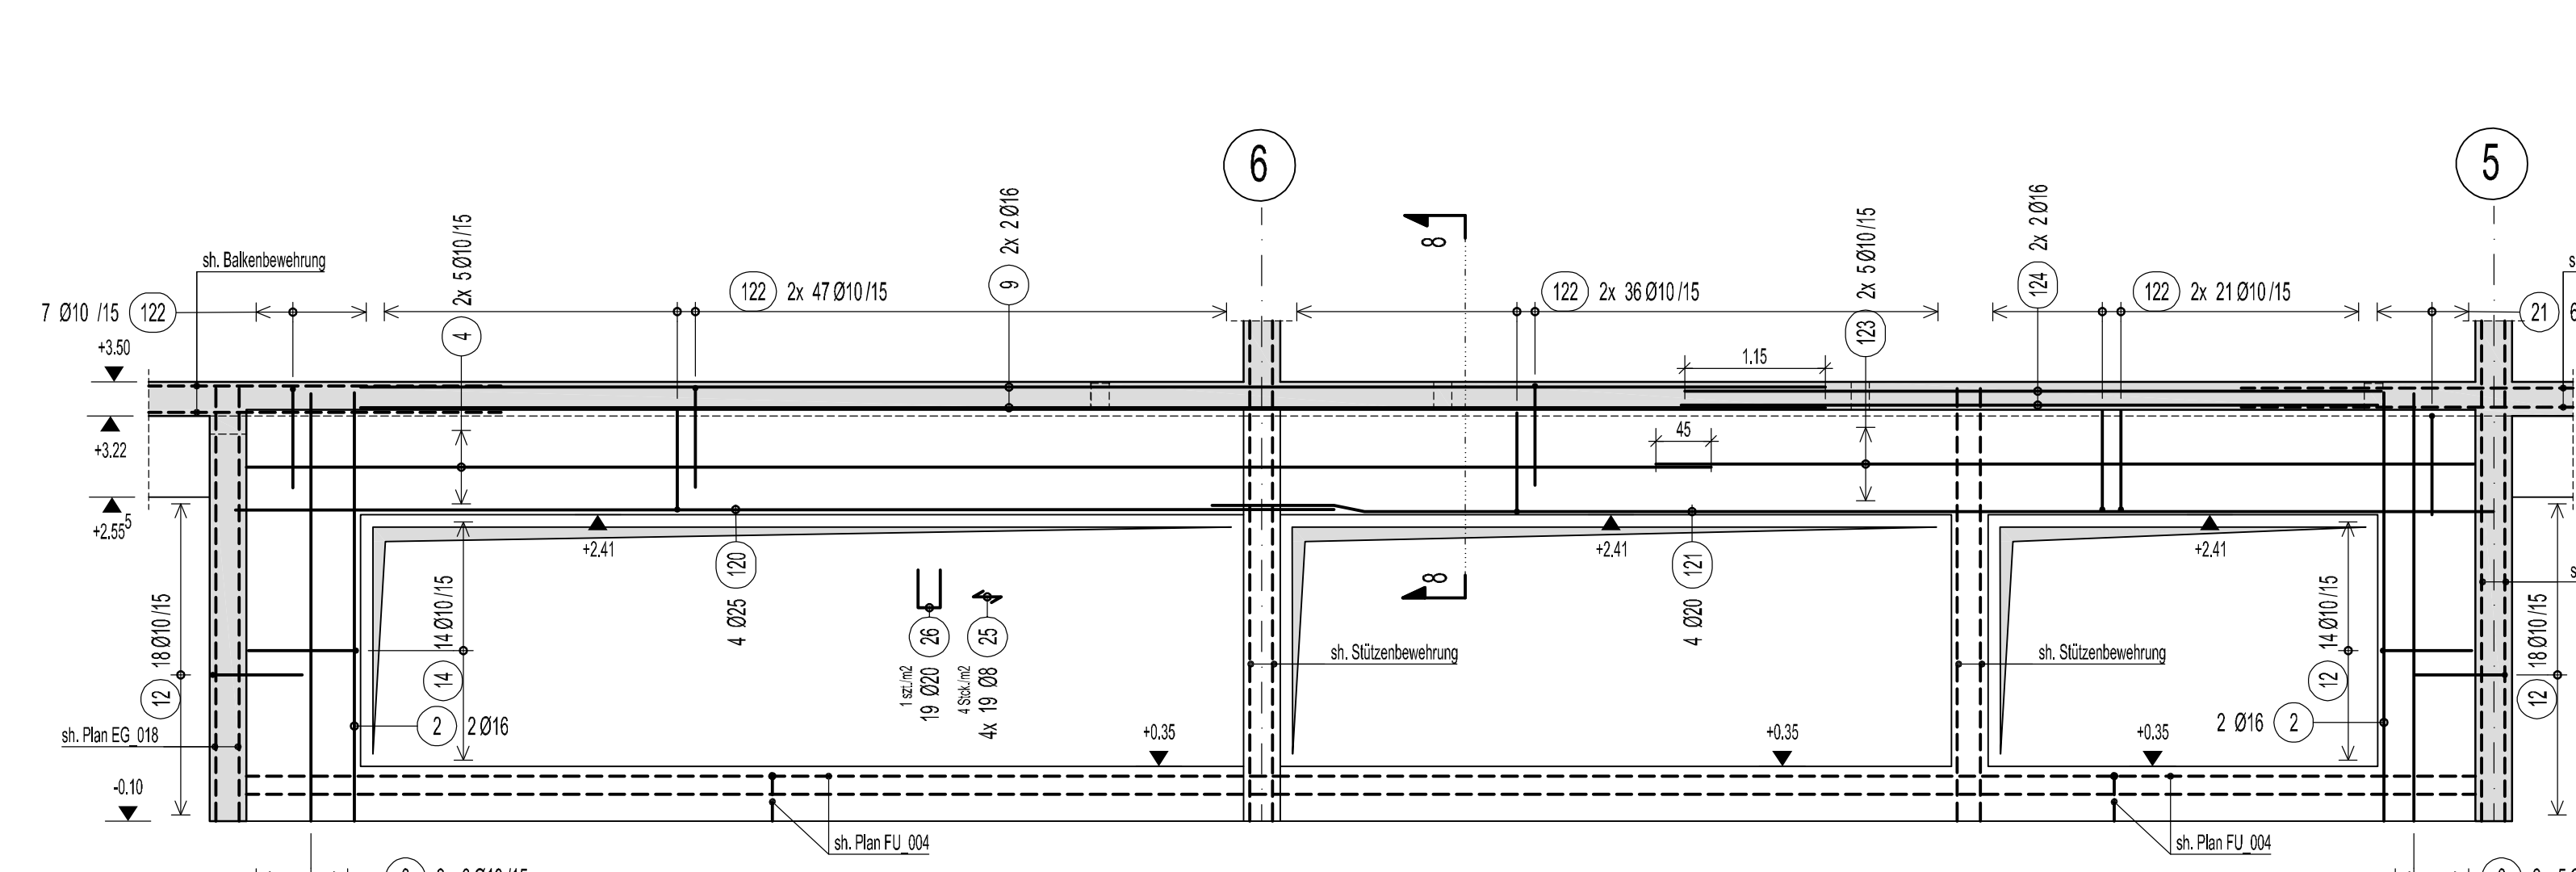 6
5
8
2x 5 Ø10 /15
4
2x 2 Ø16
9
2x 5 Ø10 /15
123
2x 2 Ø16
124
sh. Balkenbewehrung
7 Ø10 /15 122
122 2x 47 Ø10 /15
122 2x 36 Ø10 /15
122 2x 21 Ø10 /15
21
+3.50
1.15
+3.22
45
+2.55⁵
+2.41
+2.41
+2.41
8
18 Ø10 /15
12
14 Ø10 /15
14
120
4 Ø25
26
1 szt./m2
19 Ø20
25
4 Stck./m2
4x 19 Ø8
121
4 Ø20
14 Ø10 /15
12
18 Ø10 /15
12
sh. Stützenbewehrung
sh. Stützenbewehrung
2 2 Ø16
2 Ø16 2
sh. Plan EG_018
+0.35
+0.35
+0.35
-0.10
sh. Plan FU_004
sh. Plan FU_004